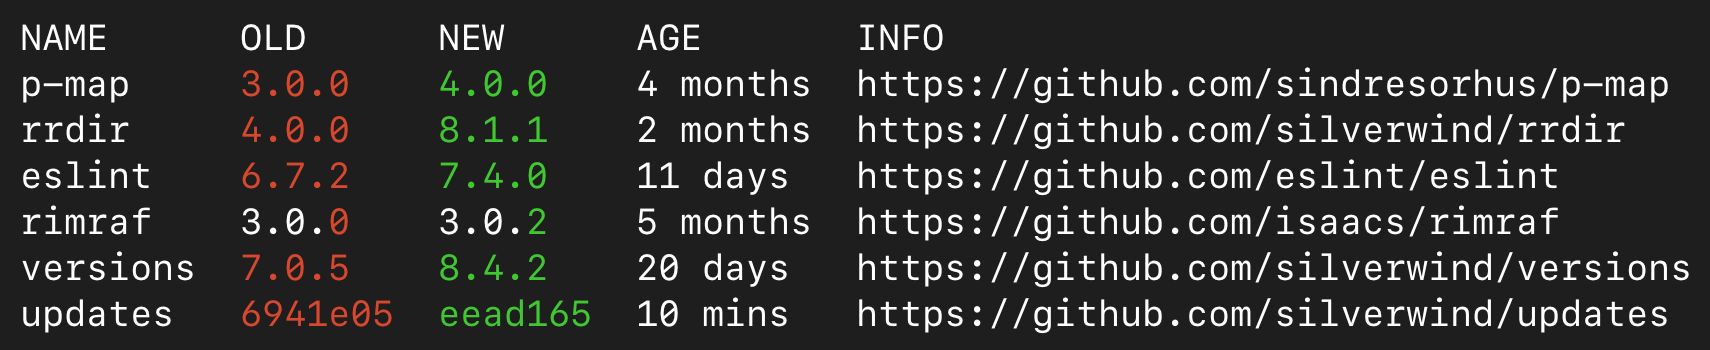 NAME OLD NEW AGE INFO
p-map 3.0.0 4.0.0 4 months https://github.com/sindresorhus/p-map
rrdir 4.0.0 8.1.1 2 months https://github.com/silverwind/rrdir
eslint 6.7.2 7.4.0 11 days https://github.com/eslint/eslint
rimraf 3.0.0 3.0.2 5 months https://github.com/isaacs/rimraf
versions 7.0.5 8.4.2 20 days https://github.com/silverwind/versions
updates 6941e05 eead165 10 mins https://github.com/silverwind/updates